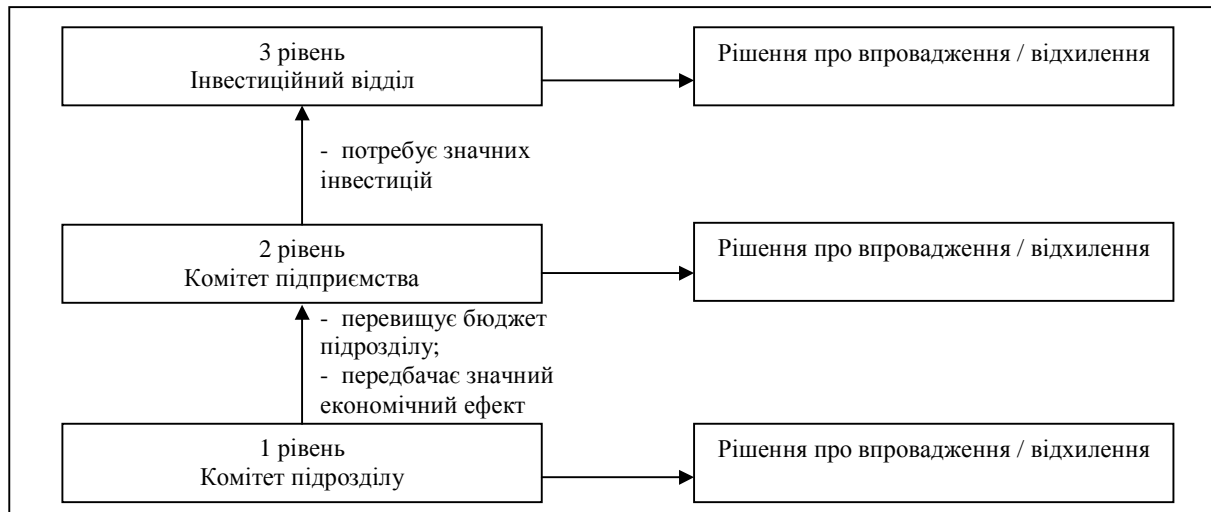 3 рівень
Інвестиційний відділ
Рішення про впровадження / відхилення
- потребує значних
інвестицій
2 рівень
Комітет підприємства
Рішення про впровадження / відхилення
- перевищує бюджет
підрозділу;
- передбачає значний
економічний ефект
1 рівень
Комітет підрозділу
Рішення про впровадження / відхилення